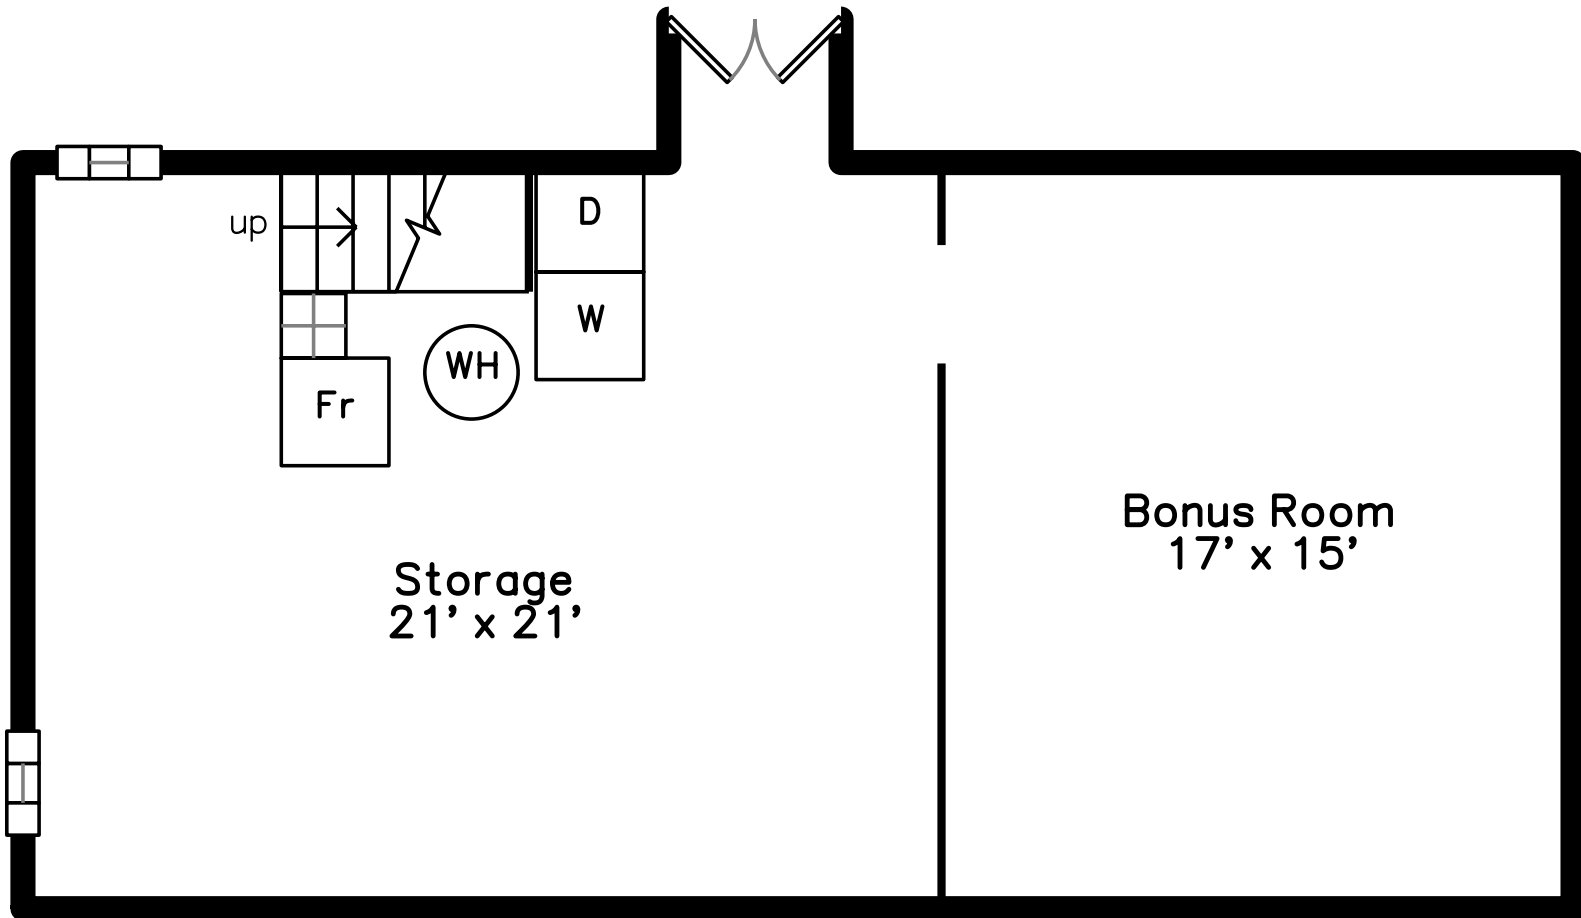 up
D
W
WH
Fr
Bonus Room
17' x 15'
Storage
21' x 21'